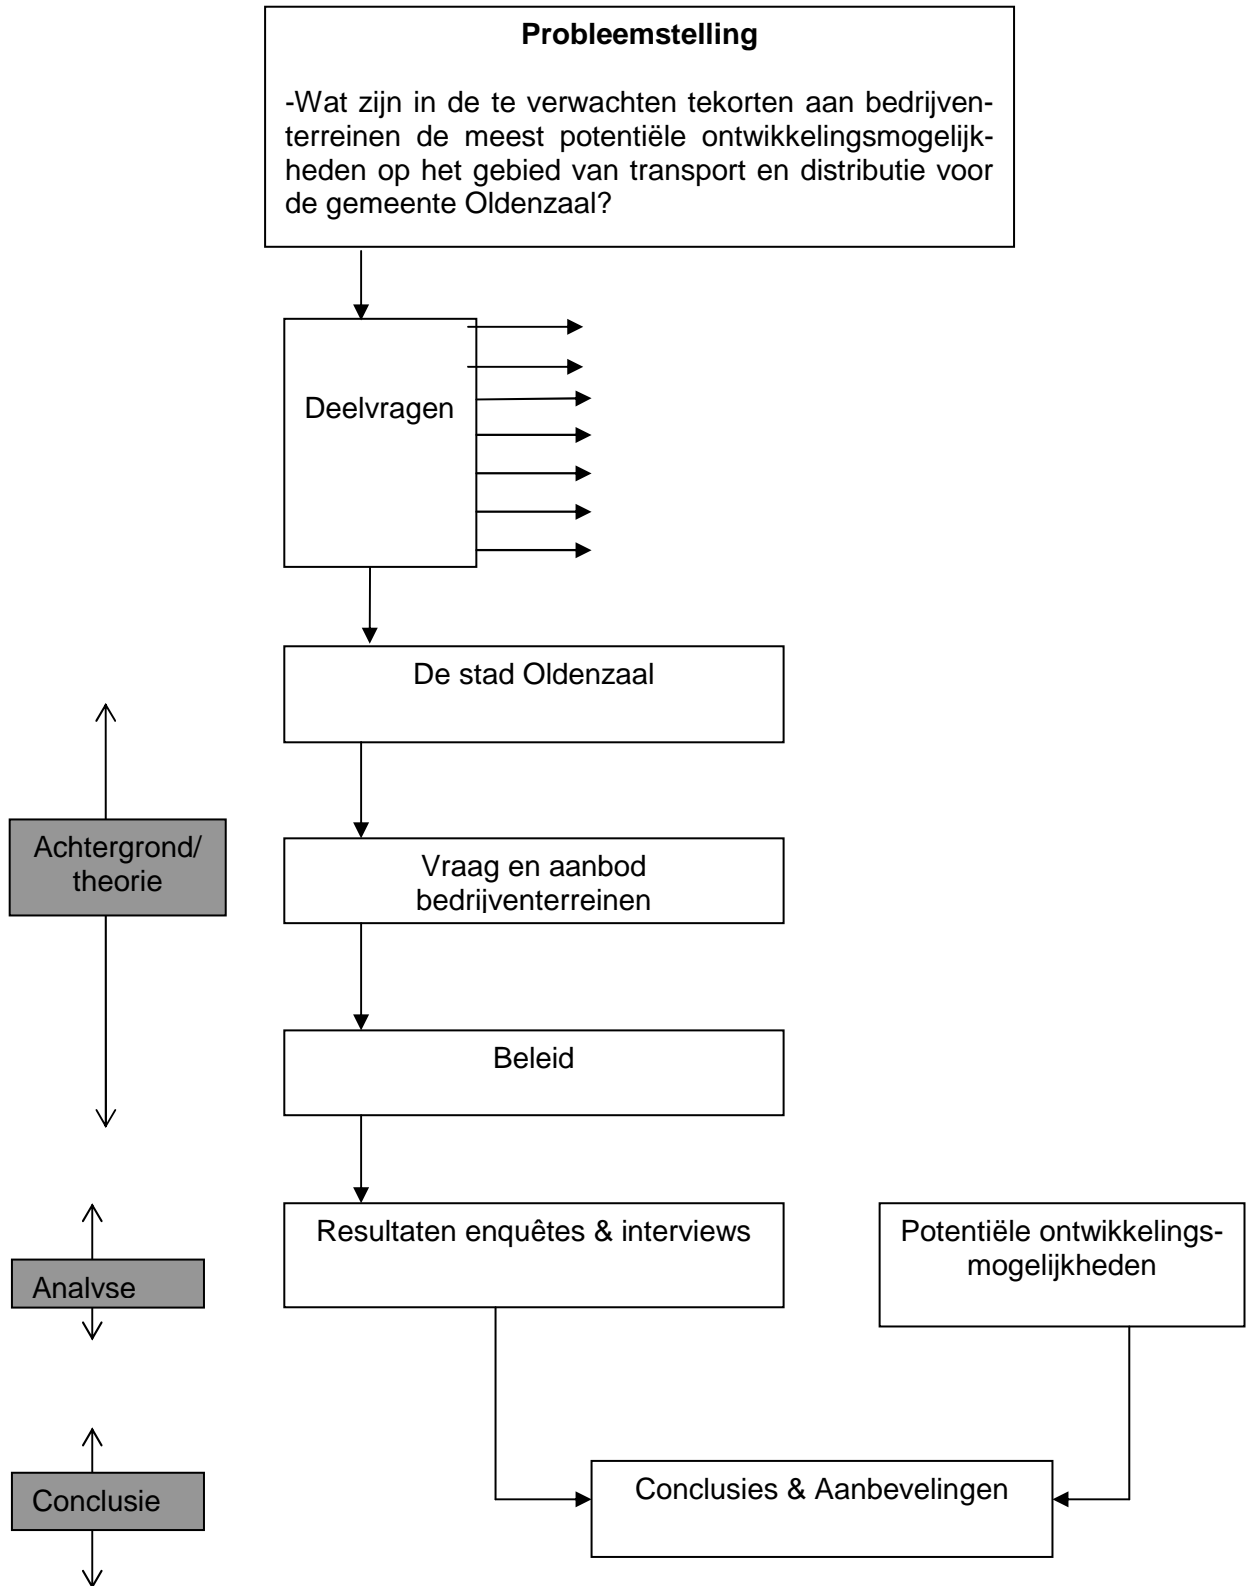 Probleemstelling
-Wat zijn in de te verwachten tekorten aan bedrijven-
terreinen de meest potentiële ontwikkelingsmogelijk-
heden op het gebied van transport en distributie voor
de gemeente Oldenzaal?
Deelvragen
De stad Oldenzaal
Achtergrond/
theorie
Vraag en aanbod
bedrijventerreinen
Beleid
Resultaten enquêtes & interviews
Potentiële ontwikkelings-
mogelijkheden
Analyse
Conclusie
Conclusies & Aanbevelingen